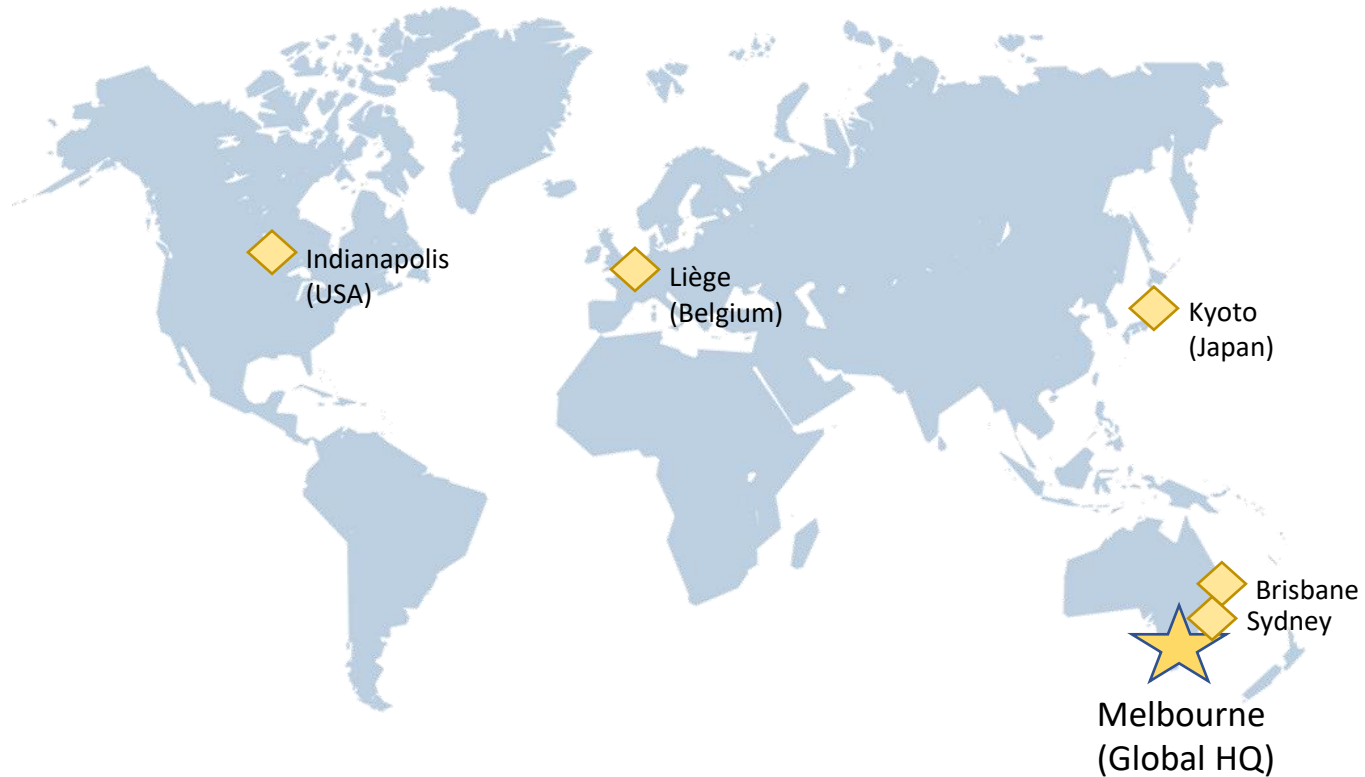 Indianapolis
(USA)
Liège
(Belgium)
Kyoto
(Japan)
Brisbane
Sydney
Melbourne
(Global HQ)